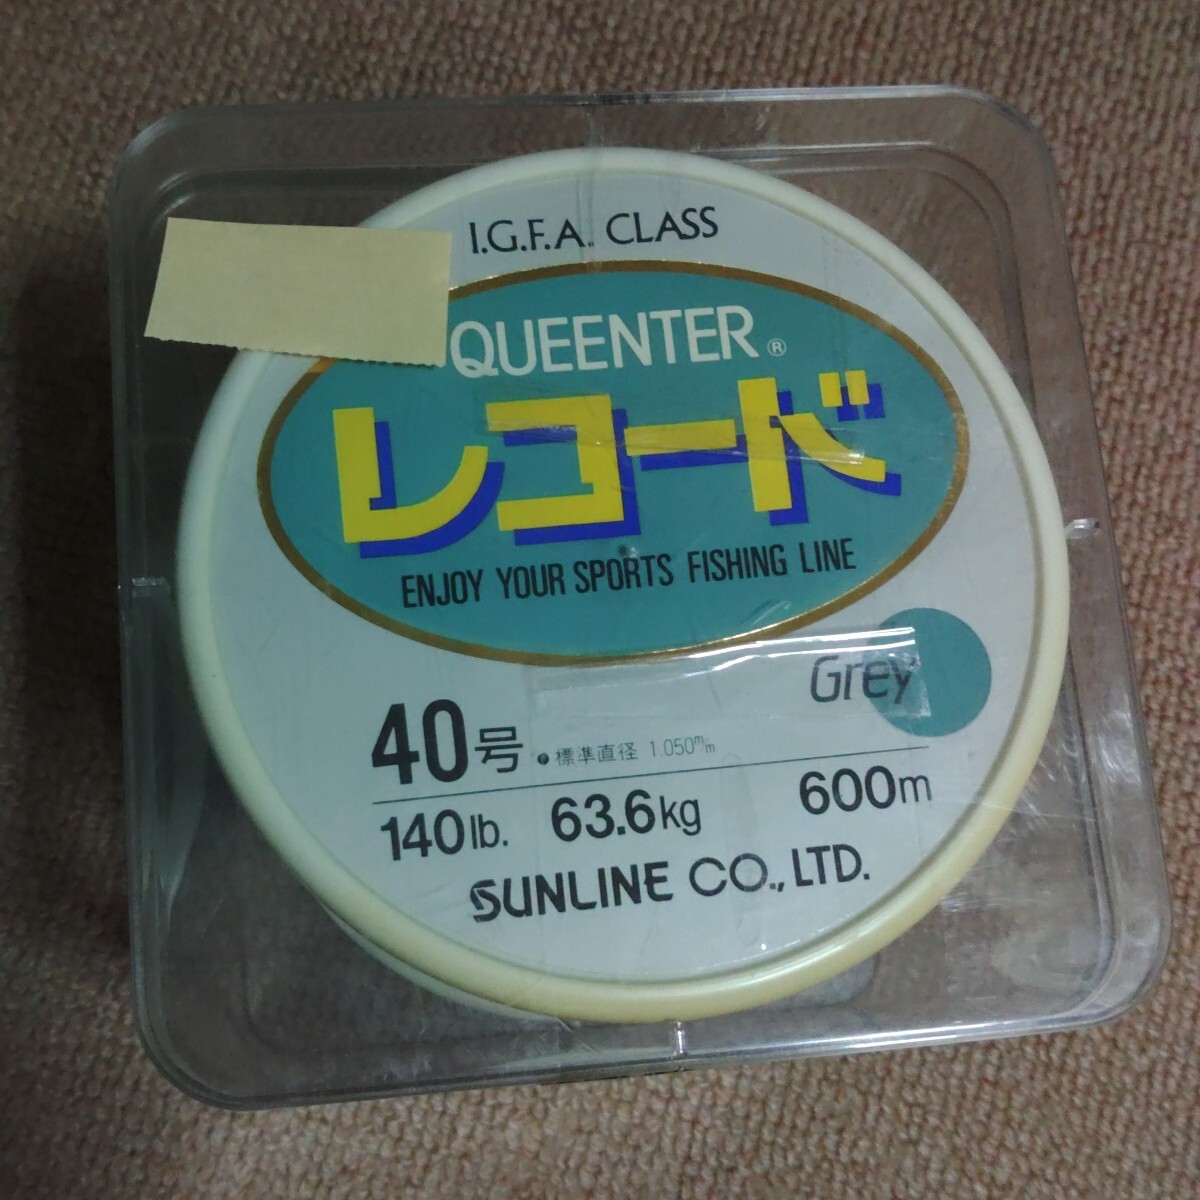 I.G.F.A. CLASS
QUEENTER®
レコード
ENJOY YOUR SPORTS FISHING LINE
Grey
40号 • 標準直径 1.050m/m
140lb. 63.6kg 600m
SUNLINE CO., LTD.